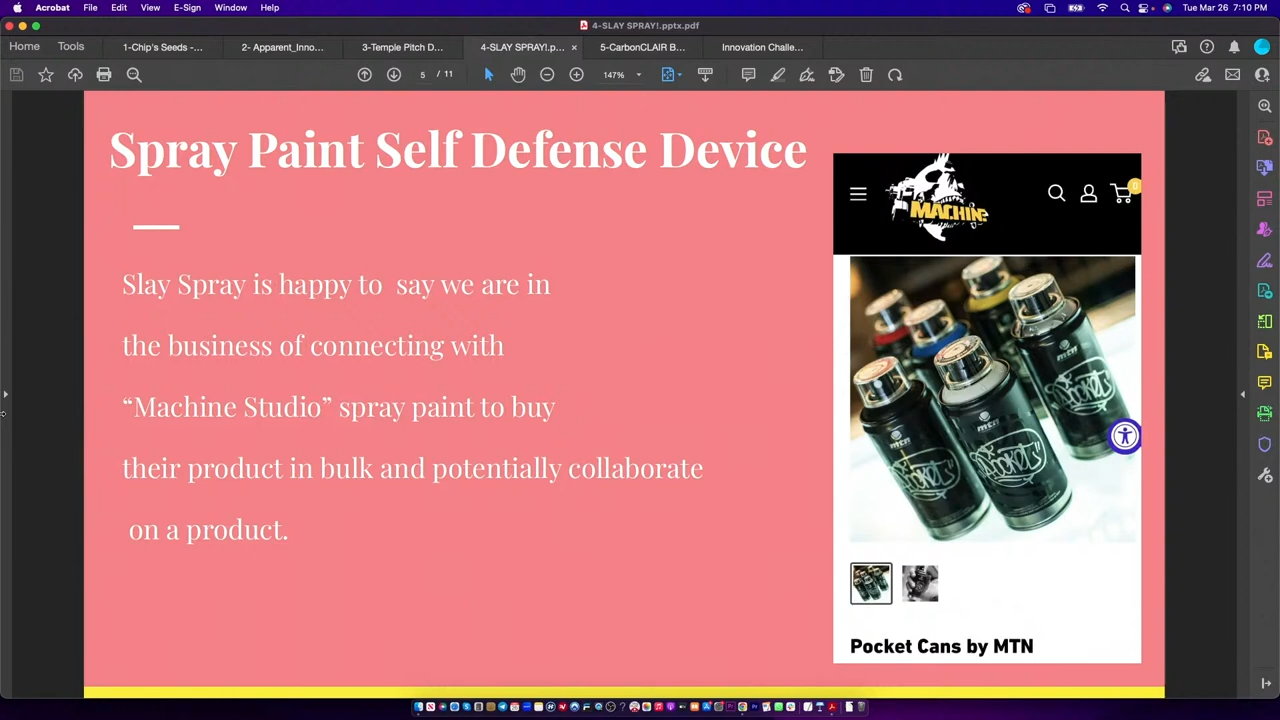 Acrobat File Edit View E-Sign Window Help Tue Mar 26 7:10 PM
4-SLAY SPRAY!.pptx.pdf
Home Tools 1-Chip's Seeds -... 2- Apparent_Inno... 3-Temple Pitch D... 4-SLAY SPRAY!.p... × 5-CarbonCLAIR B... Innovation Challe...
5 / 11 147%
Spray Paint Self Defense Device
Slay Spray is happy to  say we are in
the business of connecting with
“Machine Studio” spray paint to buy
their product in bulk and potentially collaborate
on a product.
MACHINE
0
mtn
mtn
mtn
Pocket Cans by MTN